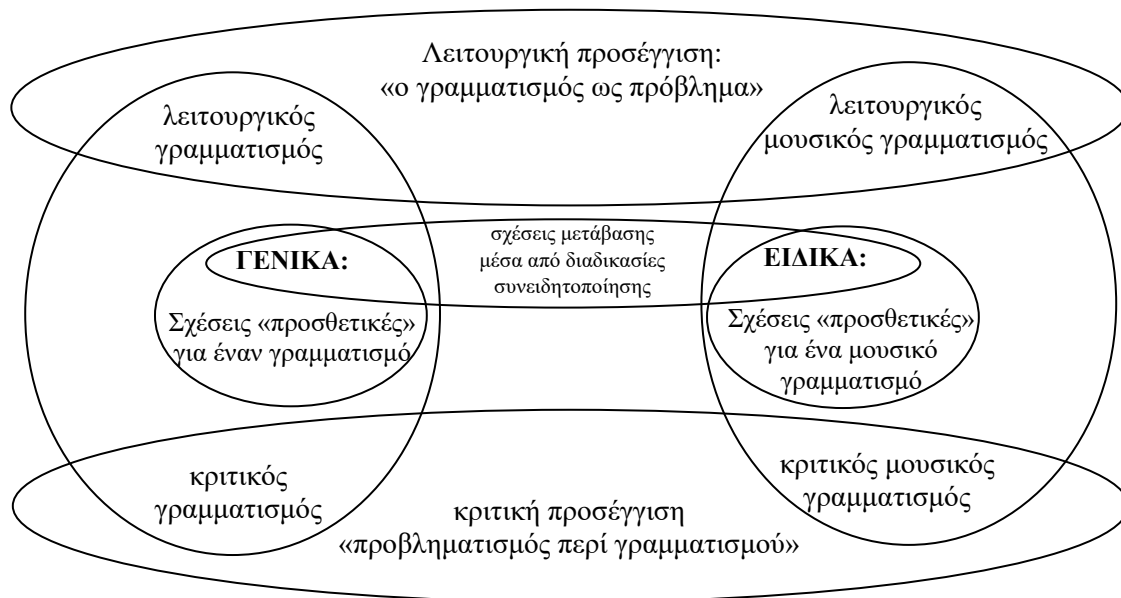 Λειτουργική προσέγγιση:
«ο γραμματισμός ως πρόβλημα»
λειτουργικός
γραμματισμός
λειτουργικός
μουσικός γραμματισμός
σχέσεις μετάβασης
μέσα από διαδικασίες
συνειδητοποίησης
ΓΕΝΙΚΑ:
Σχέσεις «προσθετικές»
για έναν γραμματισμό
ΕΙΔΙΚΑ:
Σχέσεις «προσθετικές»
για ένα μουσικό
γραμματισμό
κριτικός
γραμματισμός
κριτικός μουσικός
γραμματισμός
κριτική προσέγγιση
«προβληματισμός περί γραμματισμού»